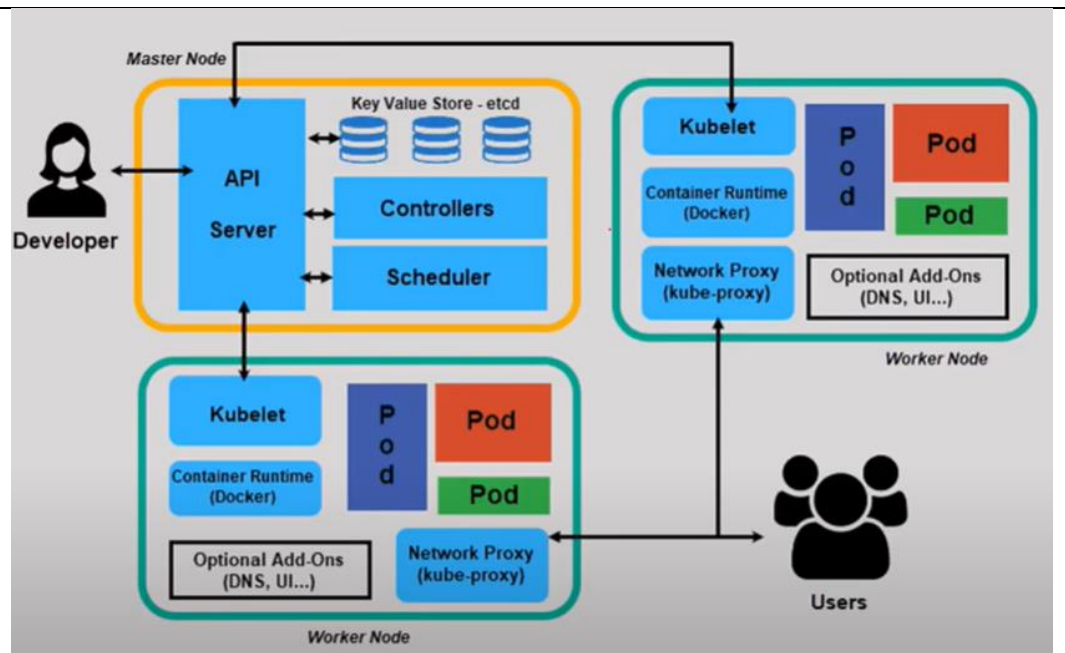 Master Node
Key Value Store - etcd
API
Server
Controllers
Scheduler
Developer
Kubelet
Container Runtime
(Docker)
Network Proxy
(kube-proxy)
P
o
d
Pod
Pod
Optional Add-Ons
(DNS, UI...)
Worker Node
Kubelet
Container Runtime
(Docker)
P
o
d
Pod
Pod
Optional Add-Ons
(DNS, UI...)
Network Proxy
(kube-proxy)
Worker Node
Users